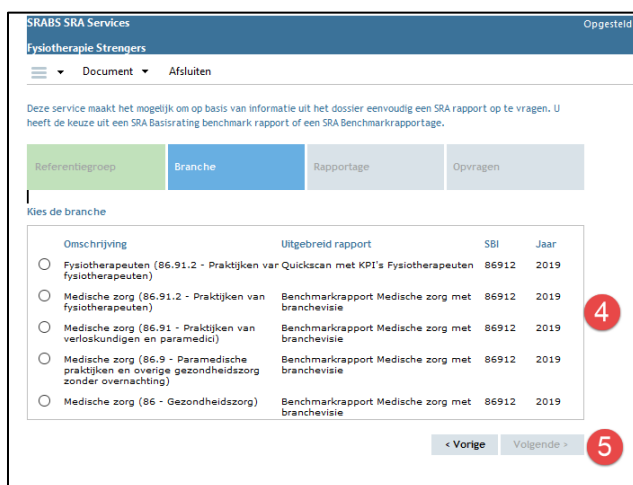 SRABS SRA Services
Opgesteld
Fysiotherapie Strengers
Document
Afsluiten
Deze service maakt het mogelijk om op basis van informatie uit het dossier eenvoudig een SRA rapport op te vragen. U
heeft de keuze uit een SRA Basisrating benchmark rapport of een SRA Benchmarkrapportage.
Referentiegroep
Branche
Rapportage
Opvragen
Kies de branche
Omschrijving Uitgebreid rapport SBI Jaar
Fysiotherapeuten (86.91.2 - Praktijken var Quickscan met KPI's Fysiotherapeuten 86912 2019
fysiotherapeuten)
Medische zorg (86.91.2 - Praktijken van Benchmarkrapport Medische zorg met 86912 2019
fysiotherapeuten) branchevisie
Medische zorg (86.91 - Praktijken van Benchmarkrapport Medische zorg met 86912 2019
verloskundigen en paramedici) branchevisie
4
Medische zorg (86.9 - Paramedische Benchmarkrapport Medische zorg met 86912 2019
praktijken en overige gezondheidszorg branchevisie
zonder overnachting)
Medische zorg (86 - Gezondheidszorg) Benchmarkrapport Medische zorg met 86912 2019
branchevisie
< Vorige
Volgende >
5